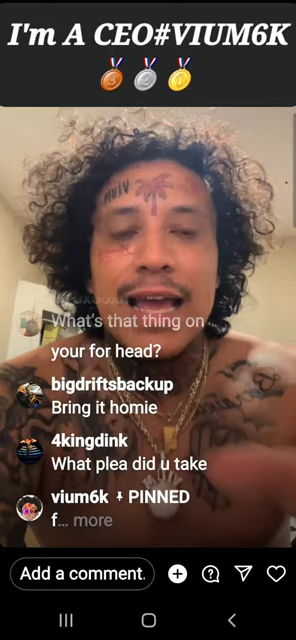 I'm A CEO#VIUM6K
What's that thing on
your for head?
bigdriftsbackup
Bring it homie
4kingdink
What plea did u take
vium6k PINNED
f... more
Add a comment.